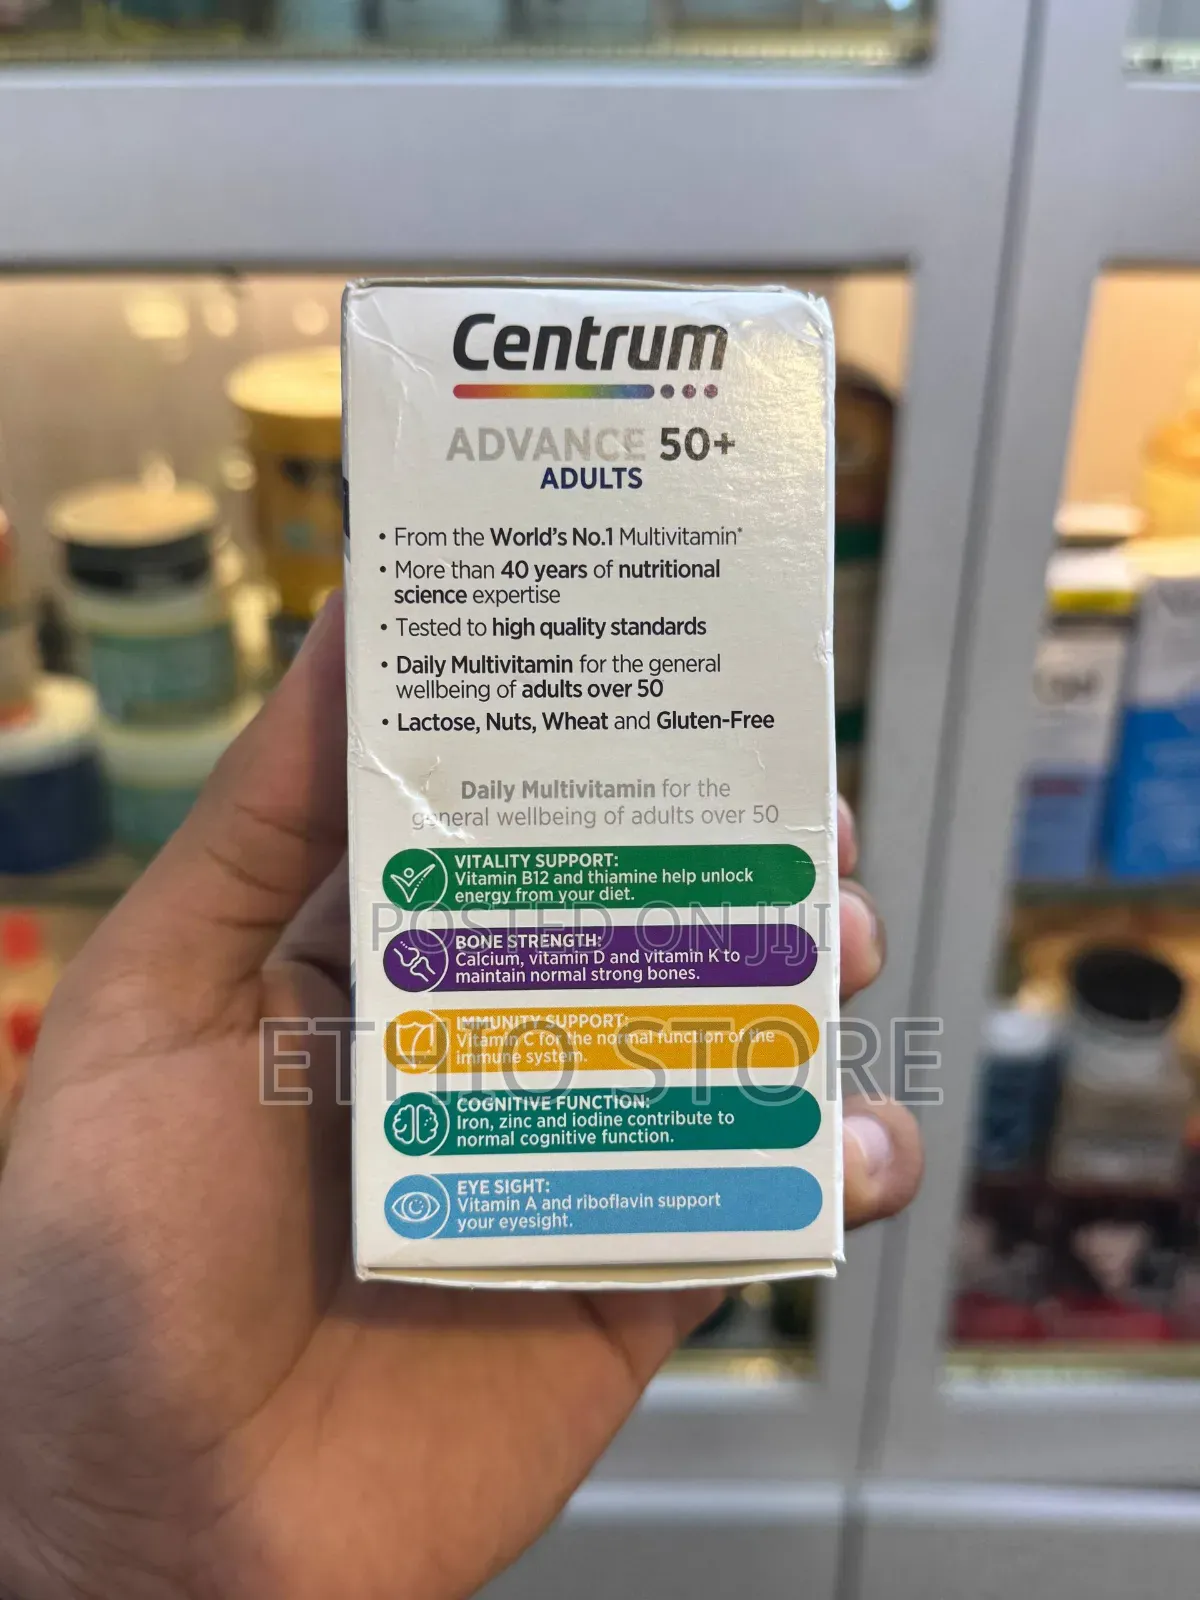 Centrum
ADVANCE 50+
ADULTS
• From the World's No.1 Multivitamin*
• More than 40 years of nutritional
science expertise
• Tested to high quality standards
• Daily Multivitamin for the general
wellbeing of adults over 50
• Lactose, Nuts, Wheat and Gluten-Free
Daily Multivitamin for the
general wellbeing of adults over 50
VITALITY SUPPORT:
Vitamin B12 and thiamine help unlock
energy from your diet.
POSTED ON JIJI
BONE STRENGTH:
Calcium, vitamin D and vitamin K to
maintain normal strong bones.
IMMUNITY SUPPORT:
Vitamin C for the normal function of the
immune system.
ETHIO STORE
COGNITIVE FUNCTION:
Iron, zinc and iodine contribute to
normal cognitive function.
EYE SIGHT:
Vitamin A and riboflavin support
your eyesight.